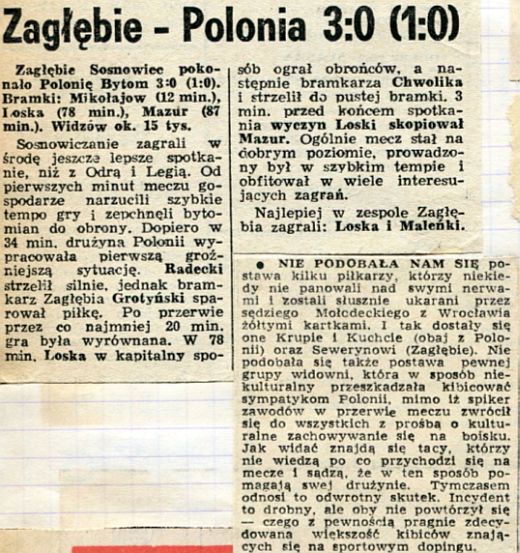 Zagłębie - Polonia 3:0 (1:0)
Zagłębie Sosnowiec poko-
nało Polonię Bytom 3:0 (1:0).
Bramki: Mikołajow (12 min.),
Loska (78 min.), Mazur (87
min.). Widzów ok. 15 tys.
Sosnowiczanie zagrali w
środę jeszcze lepsze spotka-
nie, niż z Odrą i Legią. Od
pierwszych minut meczu go-
spodarze narzucili szybkie
tempo gry i zepchnęli byto-
mian do obrony. Dopiero w
34 min. drużyna Polonii wy-
pracowała pierwszą groź-
niejszą sytuację. Radecki
strzelił silnie, jednak bram-
karz Zagłębia Grotyński spa-
rował piłkę. Po przerwie
przez co najmniej 20 min.
gra była wyrównana. W 78
min. Loska w kapitalny spo-
sób ograł obrońców, a na-
stępnie bramkarza Chwolika
i strzelił do pustej bramki. 3
min. przed końcem spotka-
nia wyczyn Loski skopiował
Mazur. Ogólnie mecz stał na
dobrym poziomie, prowadzo-
ny był w szybkim tempie i
obfitował w wiele interesu-
jących zagrań.
Najlepiej w zespole Zagłę-
bia zagrali: Loska i Maleńki.
● NIE PODOBAŁA NAM SIĘ po-
stawa kilku piłkarzy, którzy niekie-
dy nie panowali nad swymi nerwa-
mi i zostali słusznie ukarani przez
sędziego Mołodeckiego z Wrocławia
żółtymi kartkami. I tak dostały się
one Krupie i Kuchcie (obaj z Polo-
nii) oraz Sewerynowi (Zagłębie). Nie
podobała się także postawa pewnej
grupy widowni, która w sposób nie-
kulturalny przeszkadzała kibicować
sympatykom Polonii, mimo iż spiker
zawodów w przerwie meczu zwrócił
się do wszystkich z prośbą o kultu-
ralne zachowywanie się na boisku.
Jak widać znajdą się tacy, którzy
nie wiedzą po co przychodzi się na
mecze i sądzą, że w ten sposób po-
magają swej drużynie. Tymczasem
odnosi to odwrotny skutek. Incydent
to drobny, ale oby nie powtórzył się
— czego z pewnością pragnie zdecy-
dowana większość kibiców znają-
cych się na sportowym dopingu.